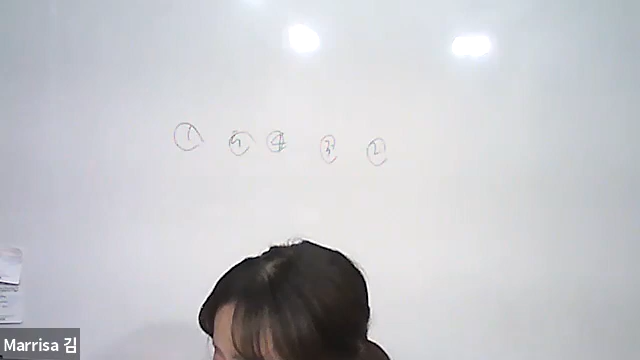 ① ⑤ ④ ③ ②
Marrisa 김